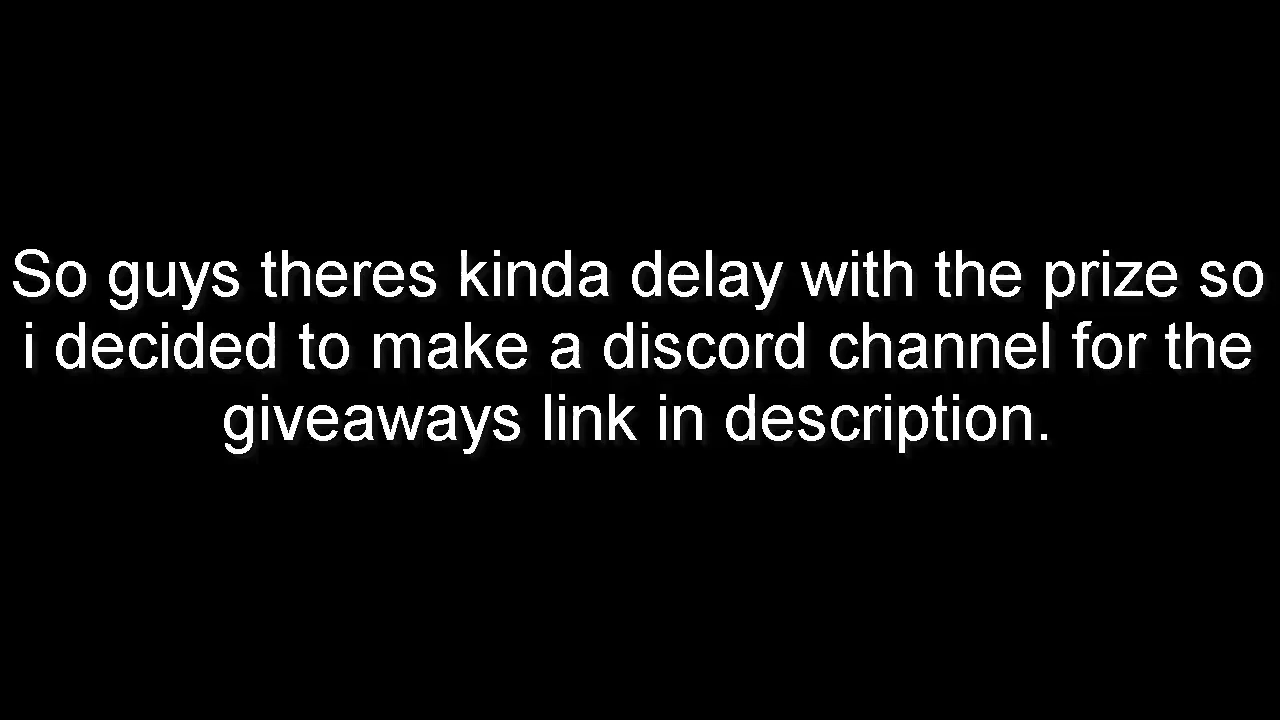 So guys theres kinda delay with the prize so
i decided to make a discord channel for the
giveaways link in description.